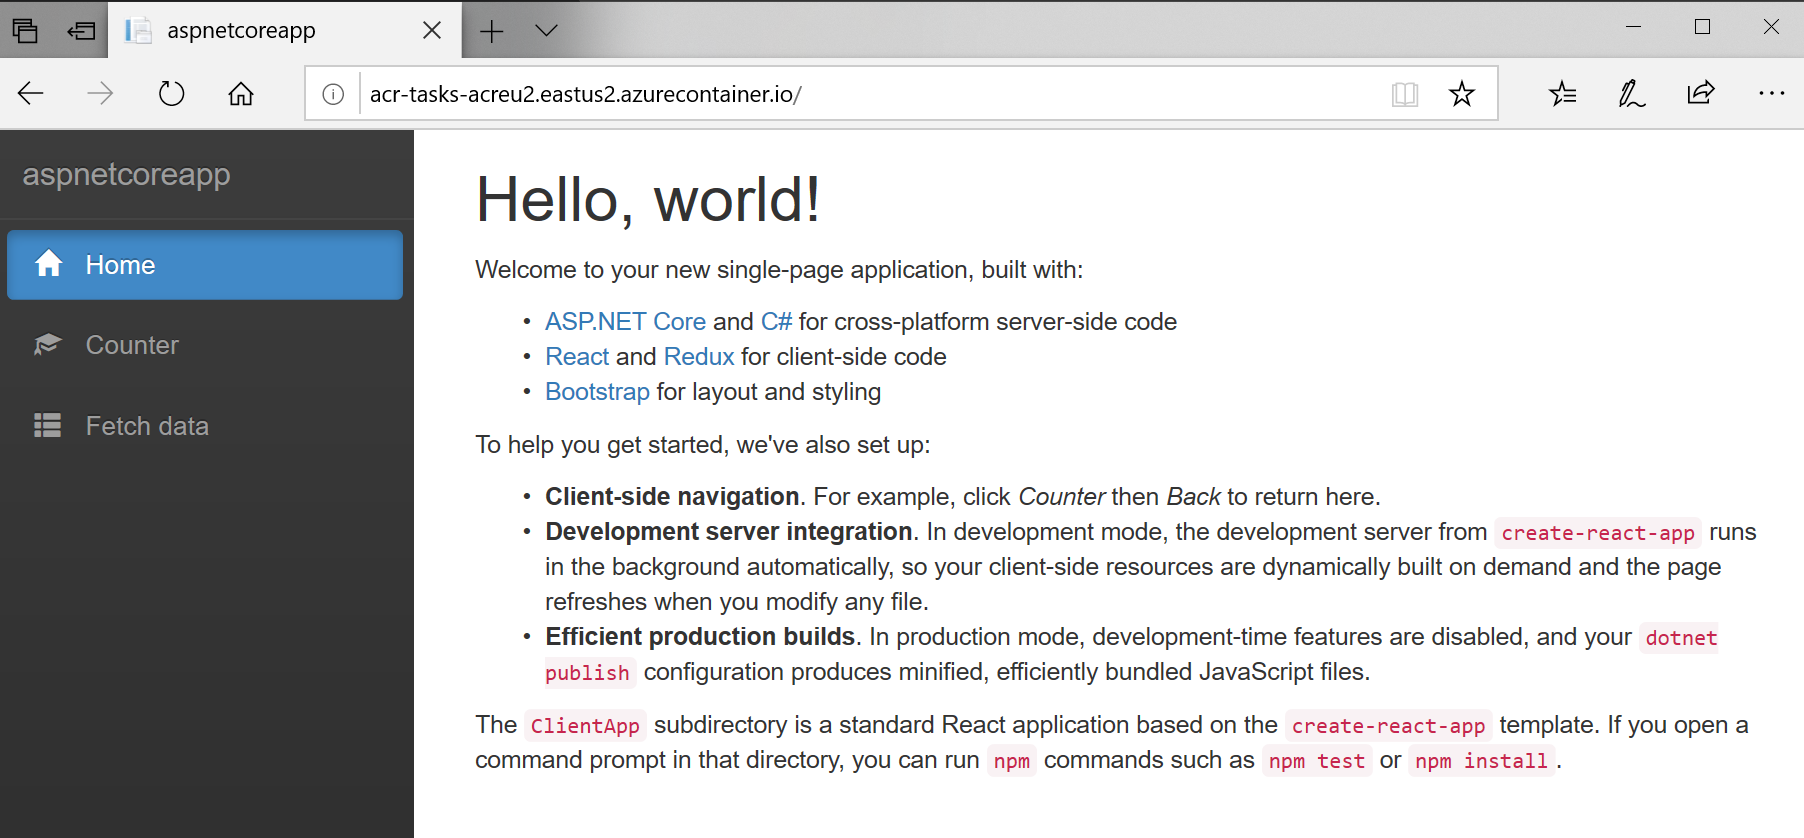 aspnetcoreapp
acr-tasks-acreu2.eastus2.azurecontainer.io/
aspnetcoreapp
Home
Counter
Fetch data
Hello, world!
Welcome to your new single-page application, built with:
• ASP.NET Core and C# for cross-platform server-side code
• React and Redux for client-side code
• Bootstrap for layout and styling
To help you get started, we've also set up:
• Client-side navigation. For example, click Counter then Back to return here.
• Development server integration. In development mode, the development server from create-react-app runs
in the background automatically, so your client-side resources are dynamically built on demand and the page
refreshes when you modify any file.
• Efficient production builds. In production mode, development-time features are disabled, and your dotnet
publish configuration produces minified, efficiently bundled JavaScript files.
The ClientApp subdirectory is a standard React application based on the create-react-app template. If you open a
command prompt in that directory, you can run npm commands such as npm test or npm install.